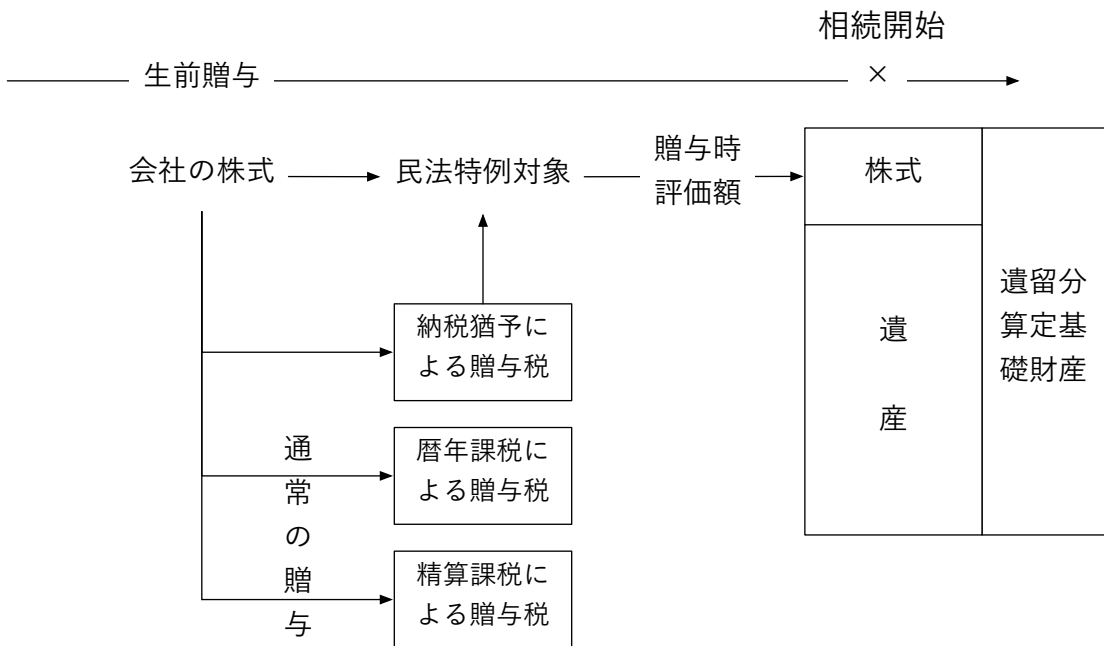 相続開始
生前贈与
×
会社の株式
民法特例対象
贈与時
評価額
株式
遺留分
算定基
礎財産
遺
産
納税猶予に
よる贈与税
通
常
の
贈
与
暦年課税に
よる贈与税
精算課税に
よる贈与税